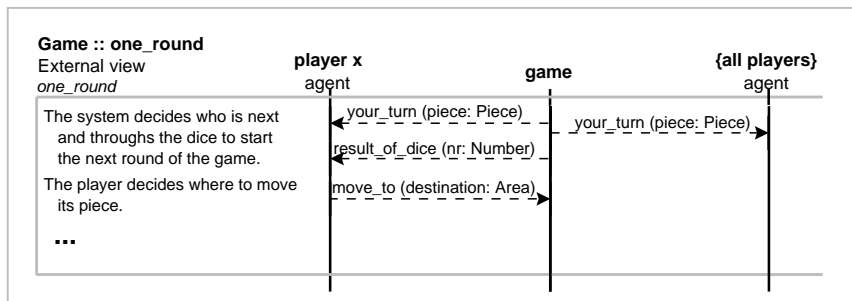 Game :: one_round
External view
one_round
player x
agent
game
{all players}
agent
The system decides who is next
and throughs the dice to start
the next round of the game.
The player decides where to move
its piece.
...
your_turn (piece: Piece)
your_turn (piece: Piece)
result_of_dice (nr: Number)
move_to (destination: Area)